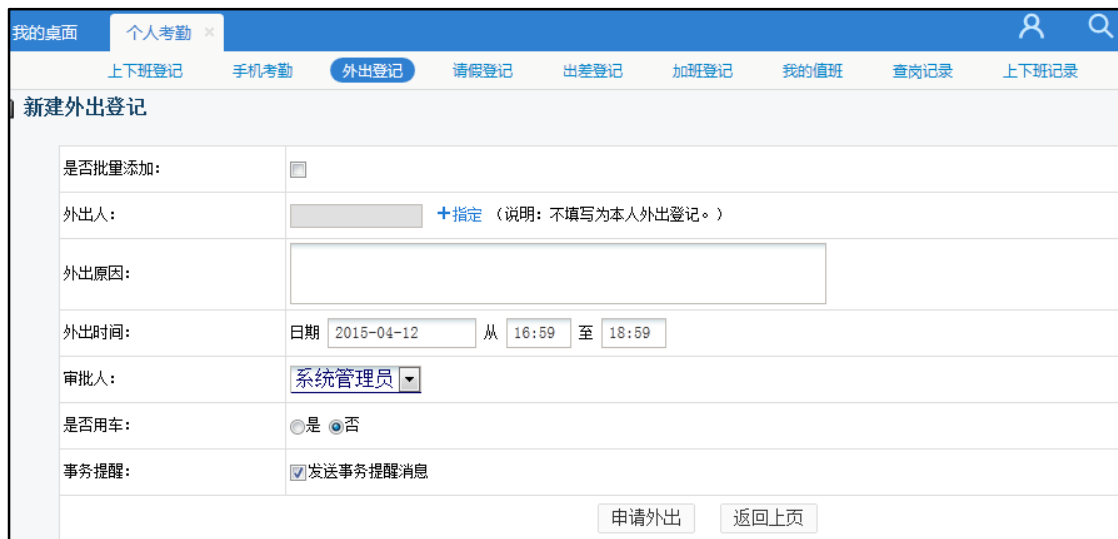 我的桌面 个人考勤 ×
上下班登记 手机考勤 外出登记 请假登记 出差登记 加班登记 我的值班 查岗记录 上下班记录
新建外出登记
是否批量添加：
外出人： +指定 （说明：不填写为本人外出登记。）
外出原因：
外出时间： 日期 2015-04-12 从 16:59 至 18:59
审批人： 系统管理员
是否用车： 是 否
事务提醒： 发送事务提醒消息
申请外出 返回上页